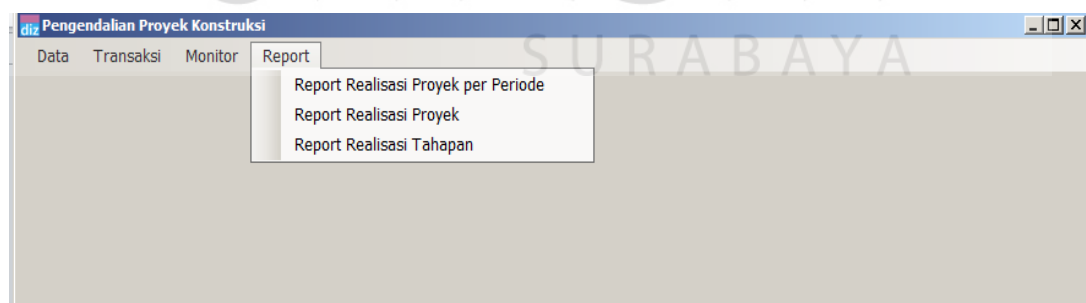 diz Pengendalian Proyek Konstruksi
Data Transaksi Monitor Report
SURABAYA
Report Realisasi Proyek per Periode
Report Realisasi Proyek
Report Realisasi Tahapan